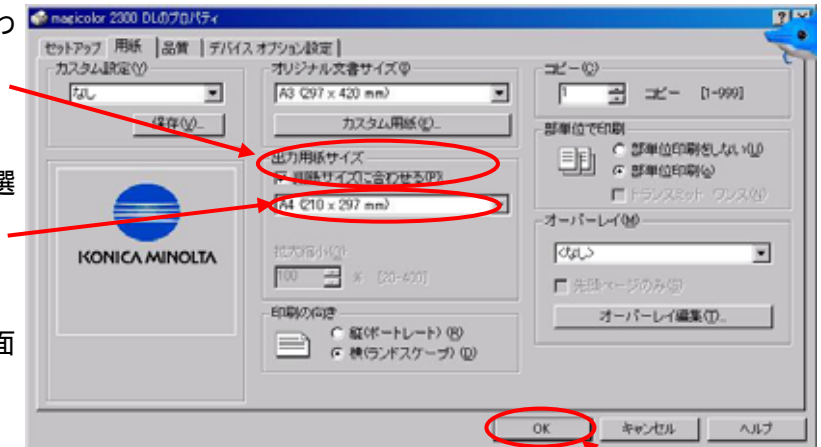 わ
選
面
magicolor 2300 DLのプロパティ
セットアップ 用紙 品質 デバイス オプション設定
カスタム設定(Y)
なし
保存(V)...
KONICA MINOLTA
オリジナル文書サイズ(I)
A3 (297 x 420 mm)
カスタム用紙(E)...
出力用紙サイズ
用紙サイズに合わせる(P)
A4 (210 x 297 mm)
拡大縮小(Q):
100 % [20-400]
印刷の向き
縦(ポートレート) (R)
横(ランドスケープ) (D)
コピー(C)
1 コピー [1-999]
部単位で印刷
部単位印刷をしない(U)
部単位印刷(G)
トランスミット ワンス(N)
オーバーレイ(M)
<なし>
先頭ページのみ(S)
オーバーレイ編集(T)...
OK キャンセル ヘルプ